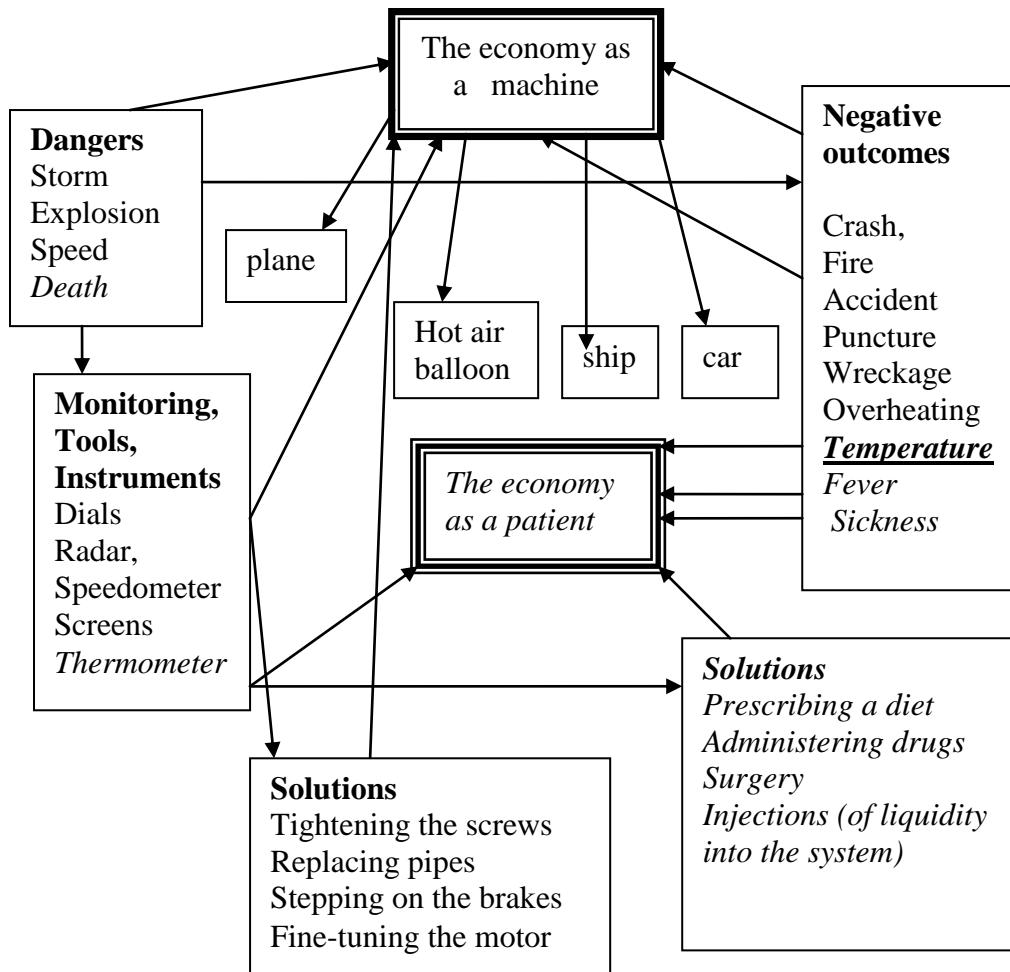 The economy as
a machine
Dangers
Storm
Explosion
Speed
Death
Negative
outcomes
Crash,
Fire
Accident
Puncture
Wreckage
Overheating
Temperature
Fever
Sickness
plane
Hot air
balloon
ship
car
Monitoring,
Tools,
Instruments
Dials
Radar,
Speedometer
Screens
Thermometer
The economy
as a patient
Solutions
Prescribing a diet
Administering drugs
Surgery
Injections (of liquidity
into the system)
Solutions
Tightening the screws
Replacing pipes
Stepping on the brakes
Fine-tuning the motor